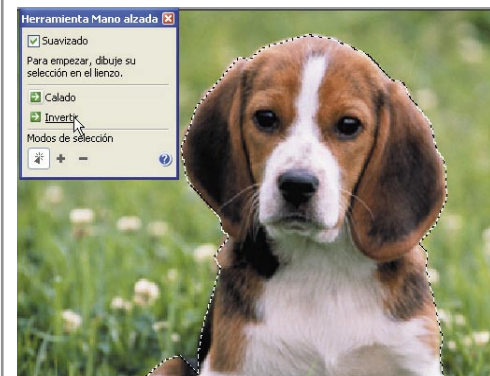 Herramienta Mano alzada
Suavizado
Para empezar, dibuje su
selección en el lienzo.
Calado
Invertir
Modos de selección